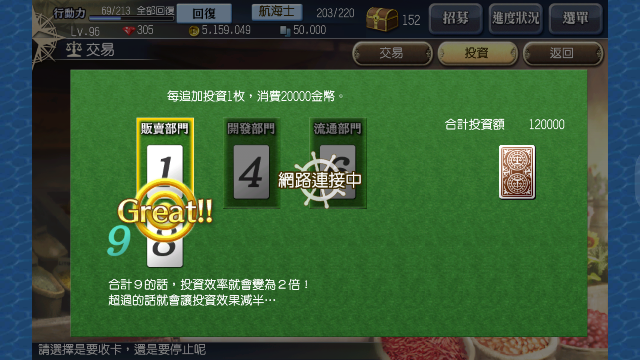 行動力 69/213 全部回復 回復 航海士 203/220 152 招募 進度狀況 選單
Lv.96 305 5.159.049 50.000
交易 交易 投資 返回
每追加投資1枚，消費20000金幣。
販賣部門 開發部門 流通部門 合計投資額 120000
1 4
網路連接中
Great!!
9 8
合計9的話，投資效率就會變為2倍！
超過的話就會讓投資效果減半…
請選擇是要收卡，還是要停止呢